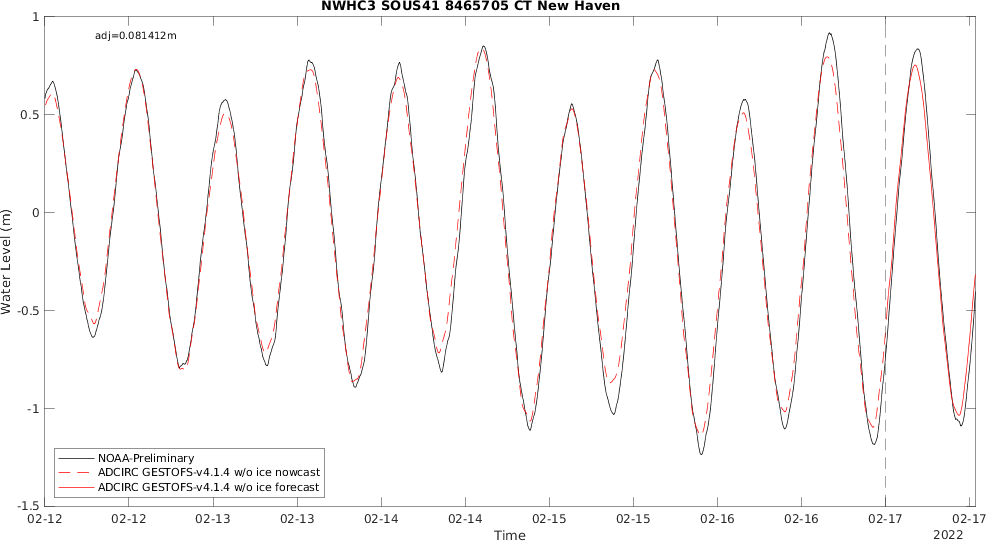 NWHC3 SOUS41 8465705 CT New Haven
adj=0.081412m
1
0.5
0
-0.5
-1
-1.5
Water Level (m)
NOAA-Preliminary
ADCIRC GESTOFS-v4.1.4 w/o ice nowcast
ADCIRC GESTOFS-v4.1.4 w/o ice forecast
02-12 02-12 02-13 02-13 02-14 02-14 02-15 02-15 02-16 02-16 02-17 02-17
Time
2022